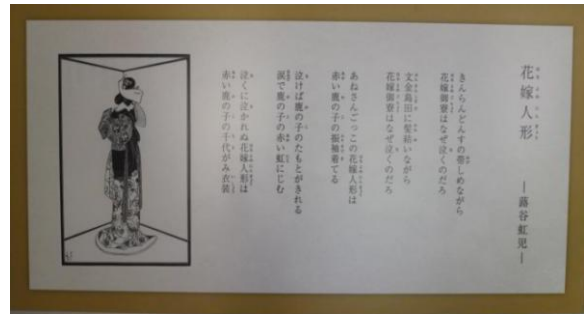 花嫁人形
―蕗谷虹児―
きんらんどんすの帯しめながら
花嫁御寮はなぜ泣くのだろ
文金島田に髪結いながら
花嫁御寮はなぜ泣くのだろ
あねさんごっこの花嫁人形は
赤い鹿の子の振袖着てる
泣けば鹿の子のたもとがきれる
涙で鹿の子の赤い虹にじむ
泣くに泣かれぬ花嫁人形は
赤い鹿の子の千代がみ衣装